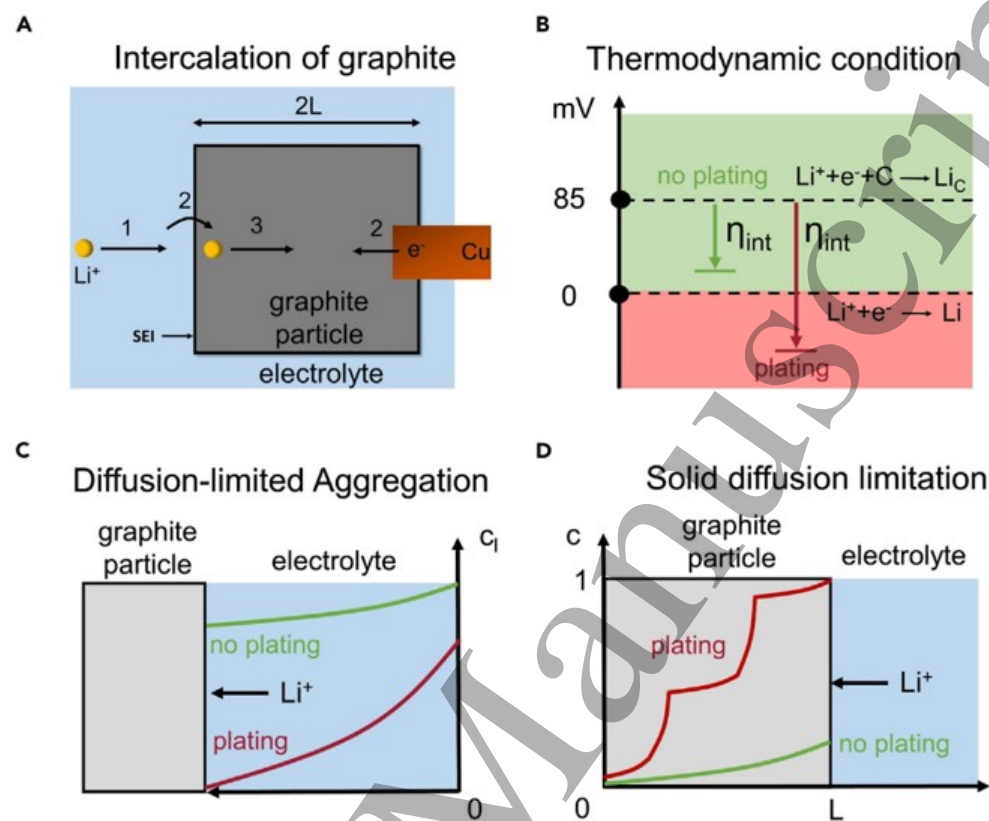 A
Intercalation of graphite
2L
1
2
3
2
e⁻
Cu
Li⁺
graphite
particle
SEI
electrolyte
B
Thermodynamic condition
mV
no plating
Li⁺+e⁻+C → Li_C
85
η_int
η_int
0
Li⁺+e⁻ → Li
plating
C
Diffusion-limited Aggregation
graphite
particle
electrolyte
c_l
no plating
Li⁺
plating
0
D
Solid diffusion limitation
graphite
particle
electrolyte
c
1
plating
Li⁺
no plating
0
L
Manuscrip